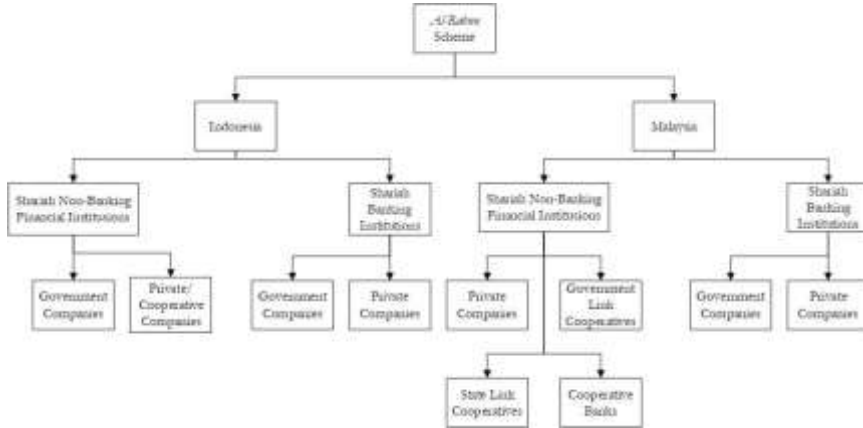 Al-Rahnu
Scheme
Indonesia
Malaysia
Shariah Non-Banking
Financial Institutions
Shariah
Banking
Institutions
Shariah Non-Banking
Financial Institutions
Shariah
Banking
Institutions
Government
Companies
Private/
Cooperative
Companies
Government
Companies
Private
Companies
Private
Companies
Government
Link
Cooperatives
Government
Companies
Private
Companies
State Link
Cooperatives
Cooperative
Banks